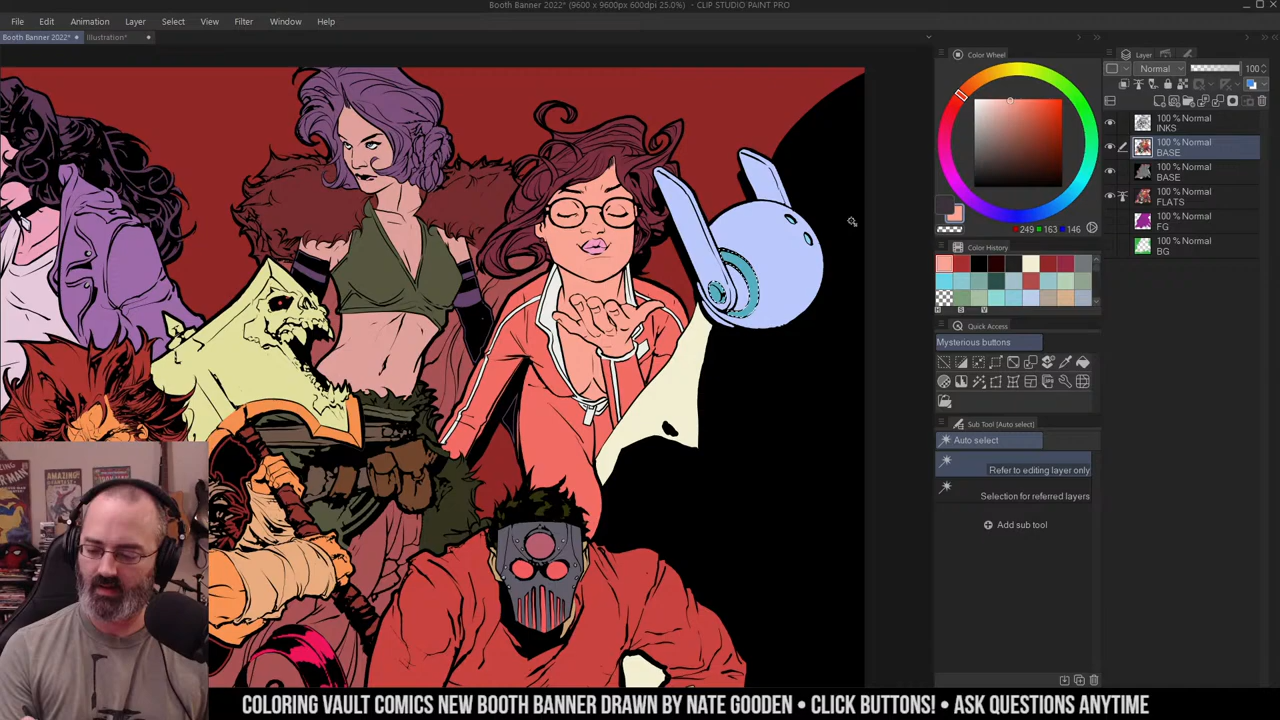 Booth Banner 2022* (9600 x 9600px 600dpi 25.0%) - CLIP STUDIO PAINT PRO
File Edit Animation Layer Select View Filter Window Help
Booth Banner 2022*
Illustration*
Color Wheel
249 163 146
Color History
H S V
Quick Access
Mysterious buttons
Sub Tool [Auto select]
Auto select
Refer to editing layer only
Selection for referred layers
Add sub tool
Layer
Normal 100
100 % Normal
INKS
100 % Normal
BASE
100 % Normal
BASE
100 % Normal
FLATS
100 % Normal
FG
100 % Normal
BG
COLORING VAULT COMICS NEW BOOTH BANNER DRAWN BY NATE GOODEN • CLICK BUTTONS! • ASK QUESTIONS ANYTIME